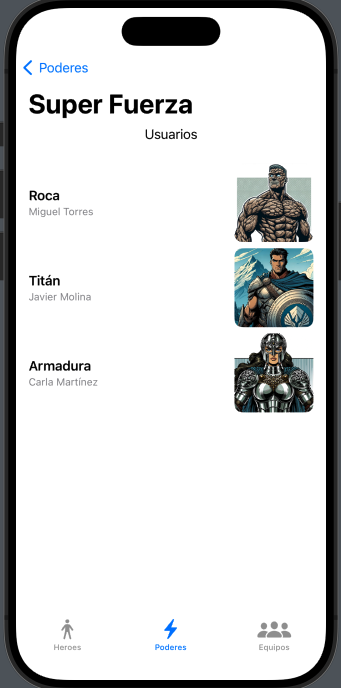 Poderes
Super Fuerza
Usuarios
Roca
Miguel Torres
Titán
Javier Molina
Armadura
Carla Martínez
Heroes
Poderes
Equipos